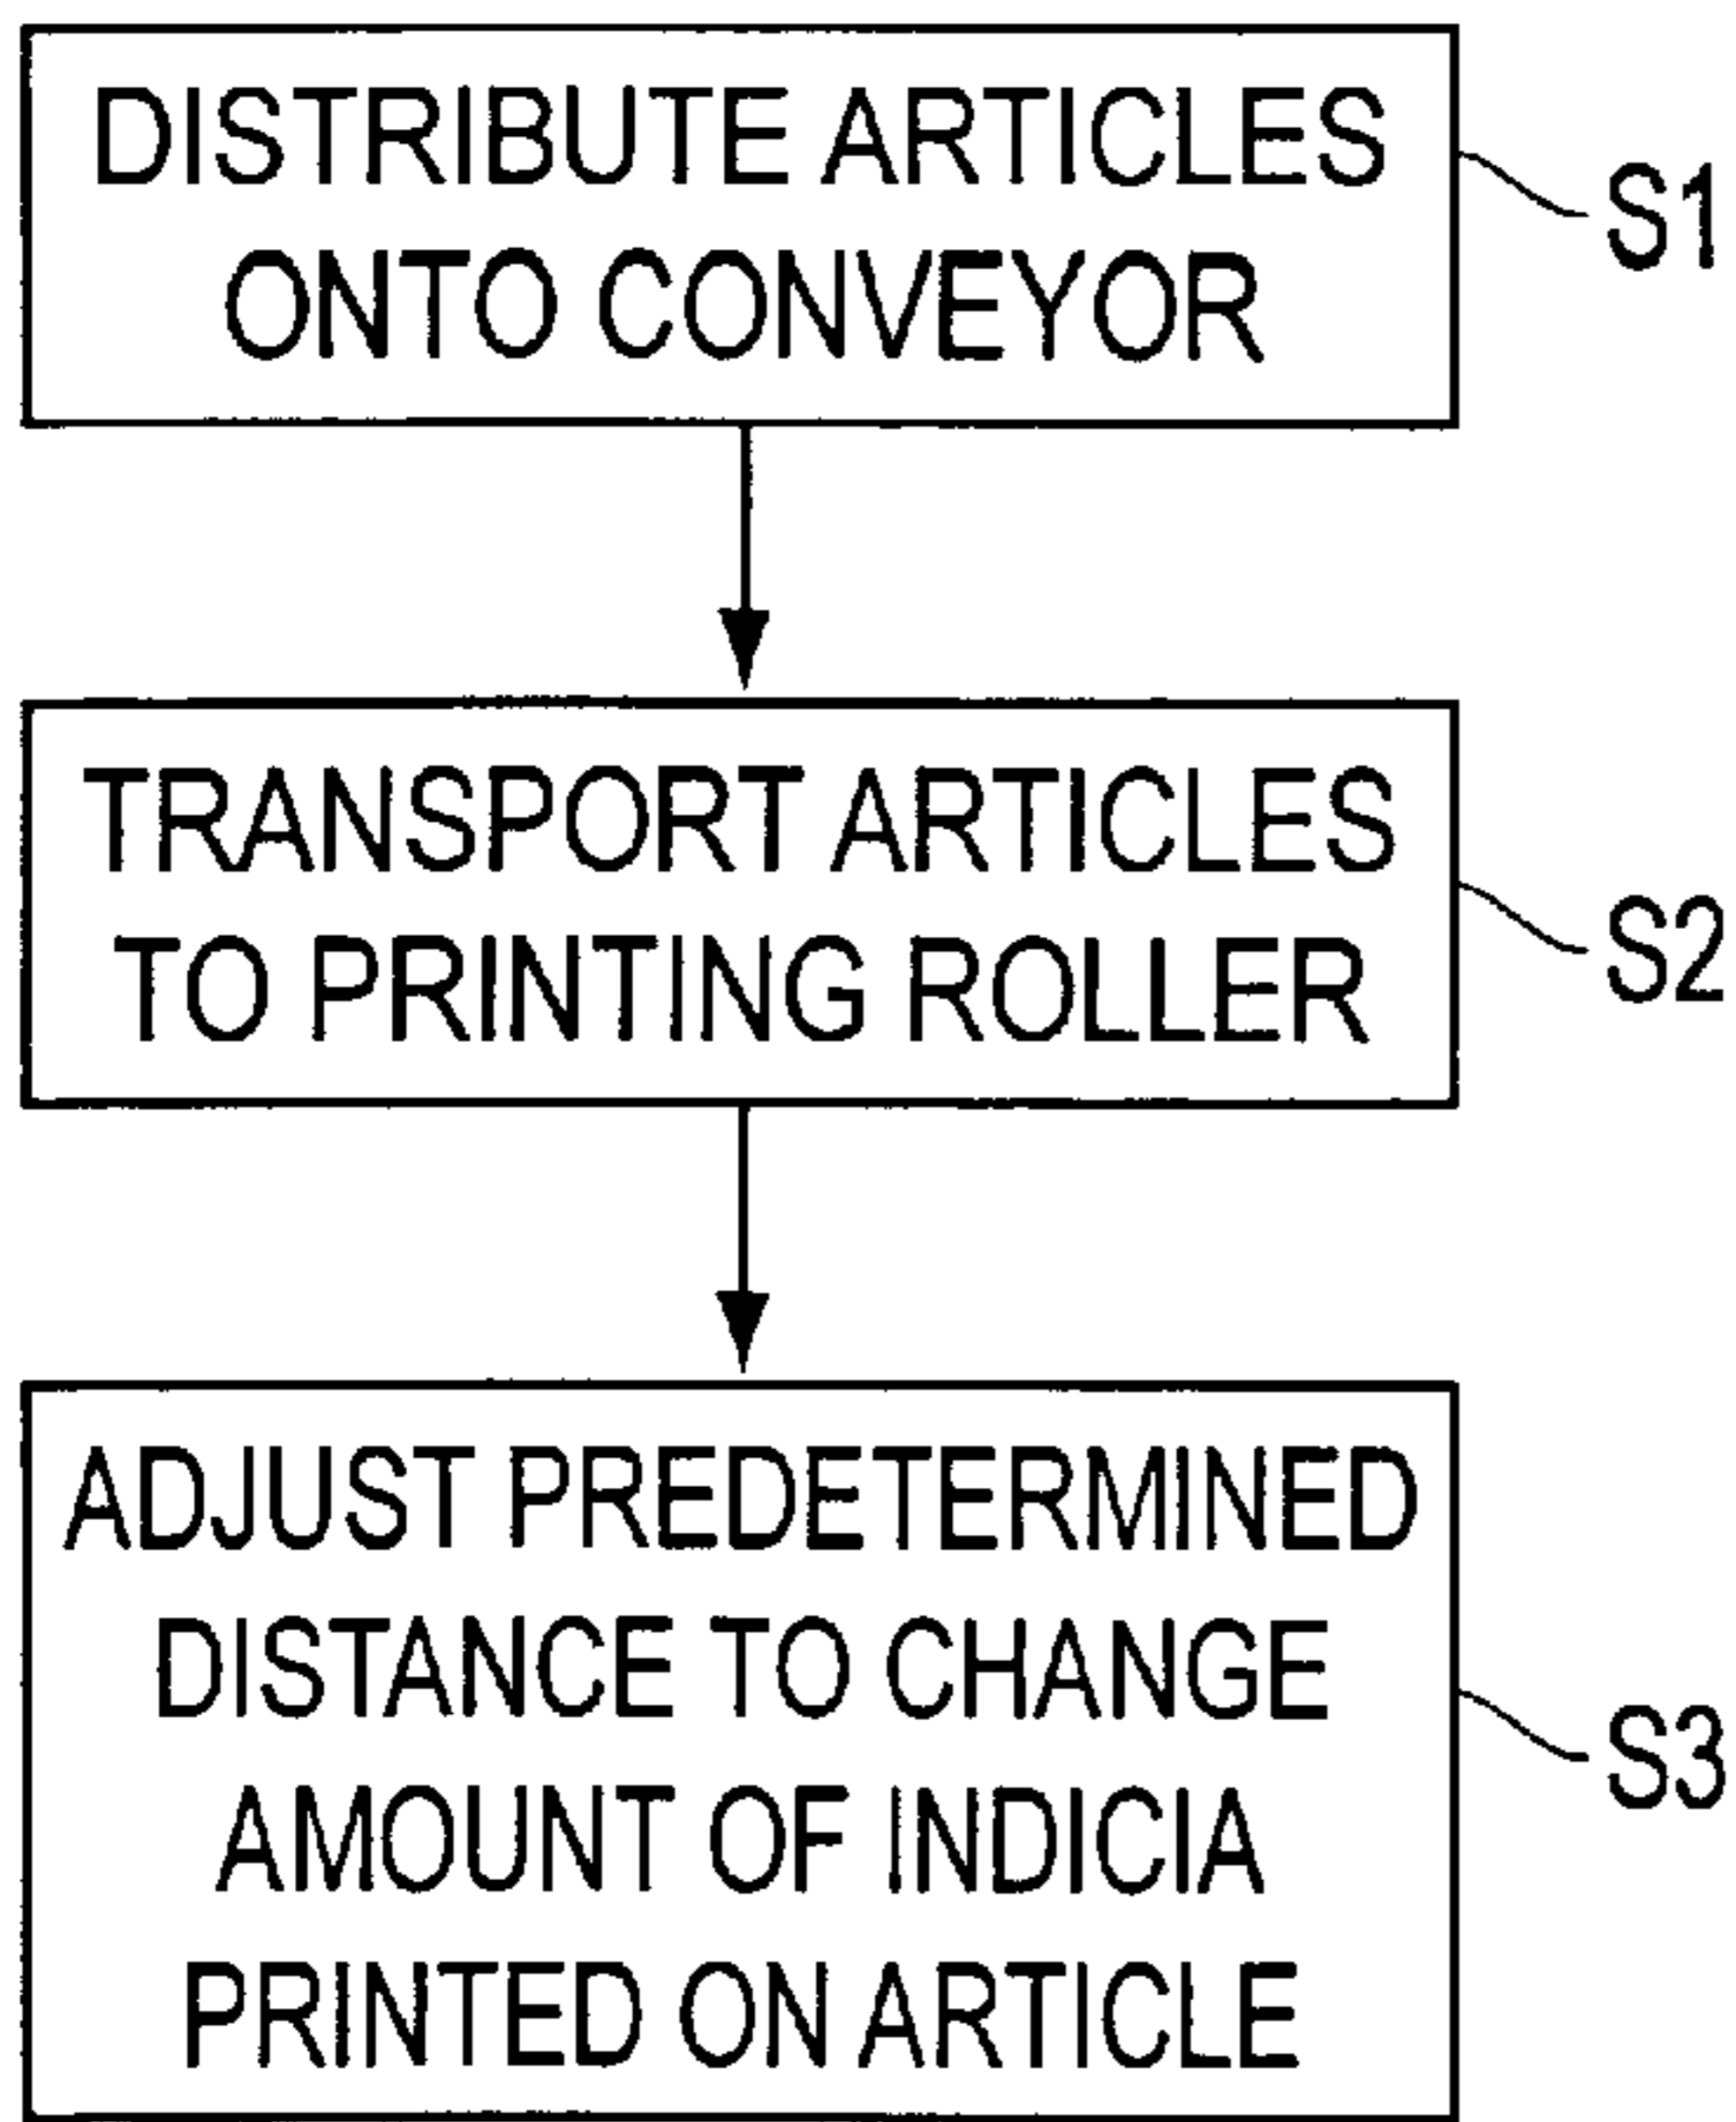 DISTRIBUTE ARTICLES
ONTO CONVEYOR
S1
TRANSPORT ARTICLES
TO PRINTING ROLLER
S2
ADJUST PREDETERMINED
DISTANCE TO CHANGE
AMOUNT OF INDICIA
PRINTED ON ARTICLE
S3